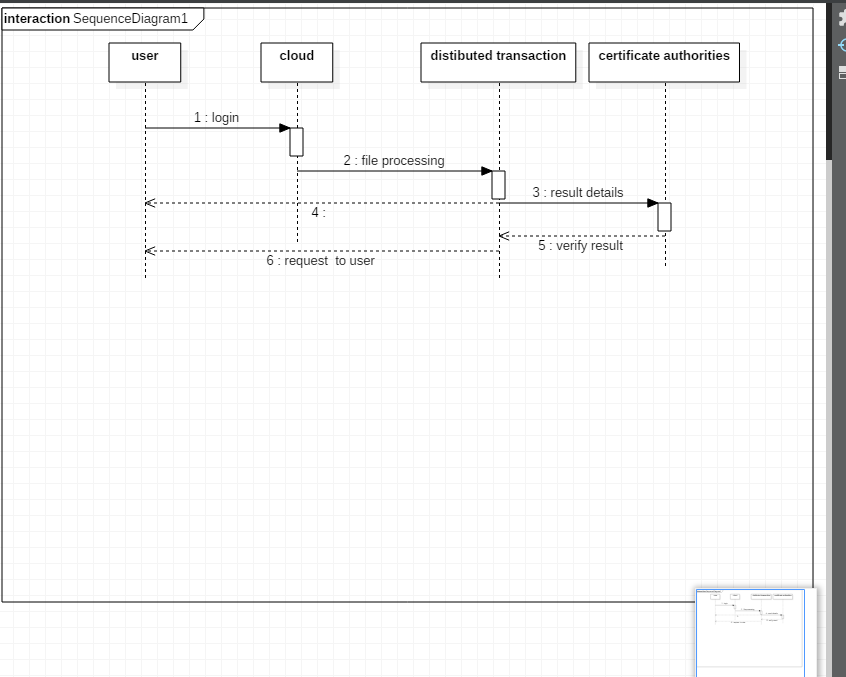 interaction SequenceDiagram1
user
cloud
distibuted transaction
certificate authorities
1 : login
2 : file processing
3 : result details
4 :
5 : verify result
6 : request  to user